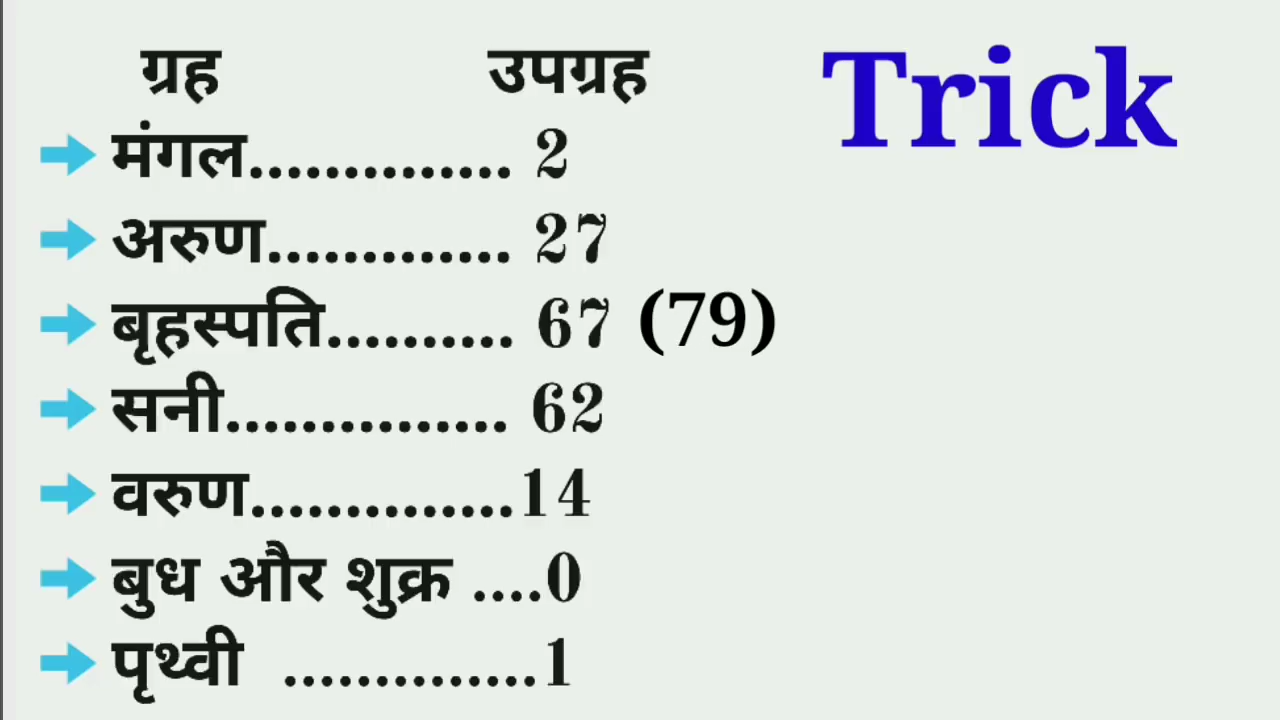 ग्रह उपग्रह Trick
मंगल.............. 2
अरुण............. 27
बृहस्पति.......... 67 (79)
सनी............... 62
वरुण..............14
बुध और शुक्र ....0
पृथ्वी ..............1